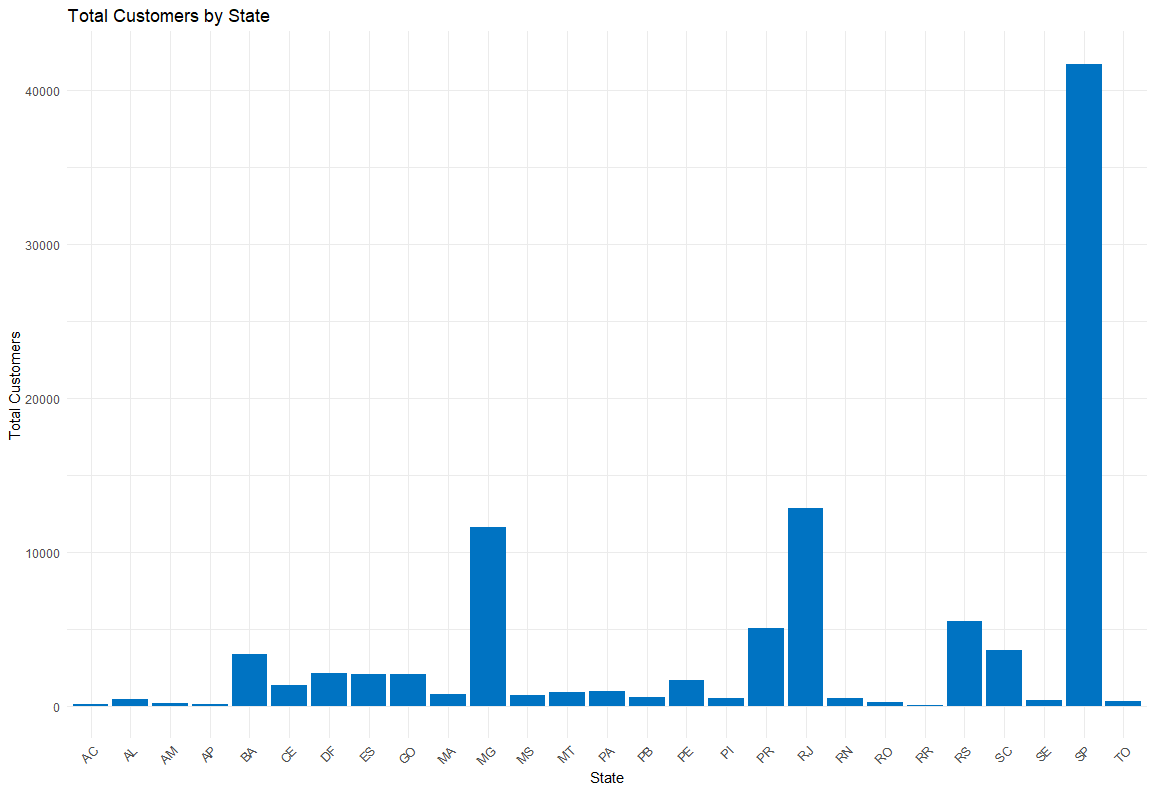 Total Customers by State
Total Customers
40000
30000
20000
10000
0
AC AL AM AP BA CE DF ES GO MA MG MS MT PA PB PE PI PR RJ RN RO RR RS SC SE SP TO
State